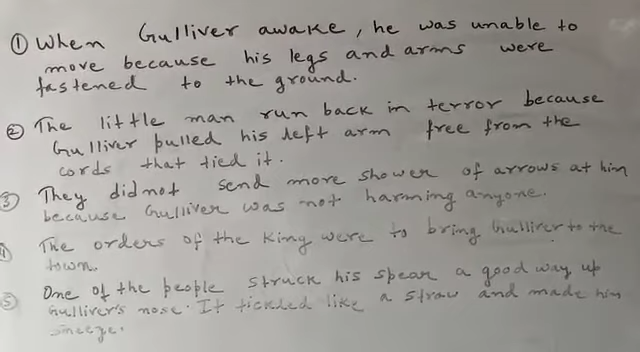 ① When Gulliver awake, he was unable to
move because his legs and arms were
fastened to the ground.
② The little man run back in terror because
Gulliver pulled his left arm free from the
cords that tied it.
③ They did not send more shower of arrows at him
because Gulliver was not harming anyone.
④ The orders of the King were to bring Gulliver to the
town.
⑤ One of the people struck his spear a good way up
Gulliver's nose. It tickled like a straw and made him
sneeze.